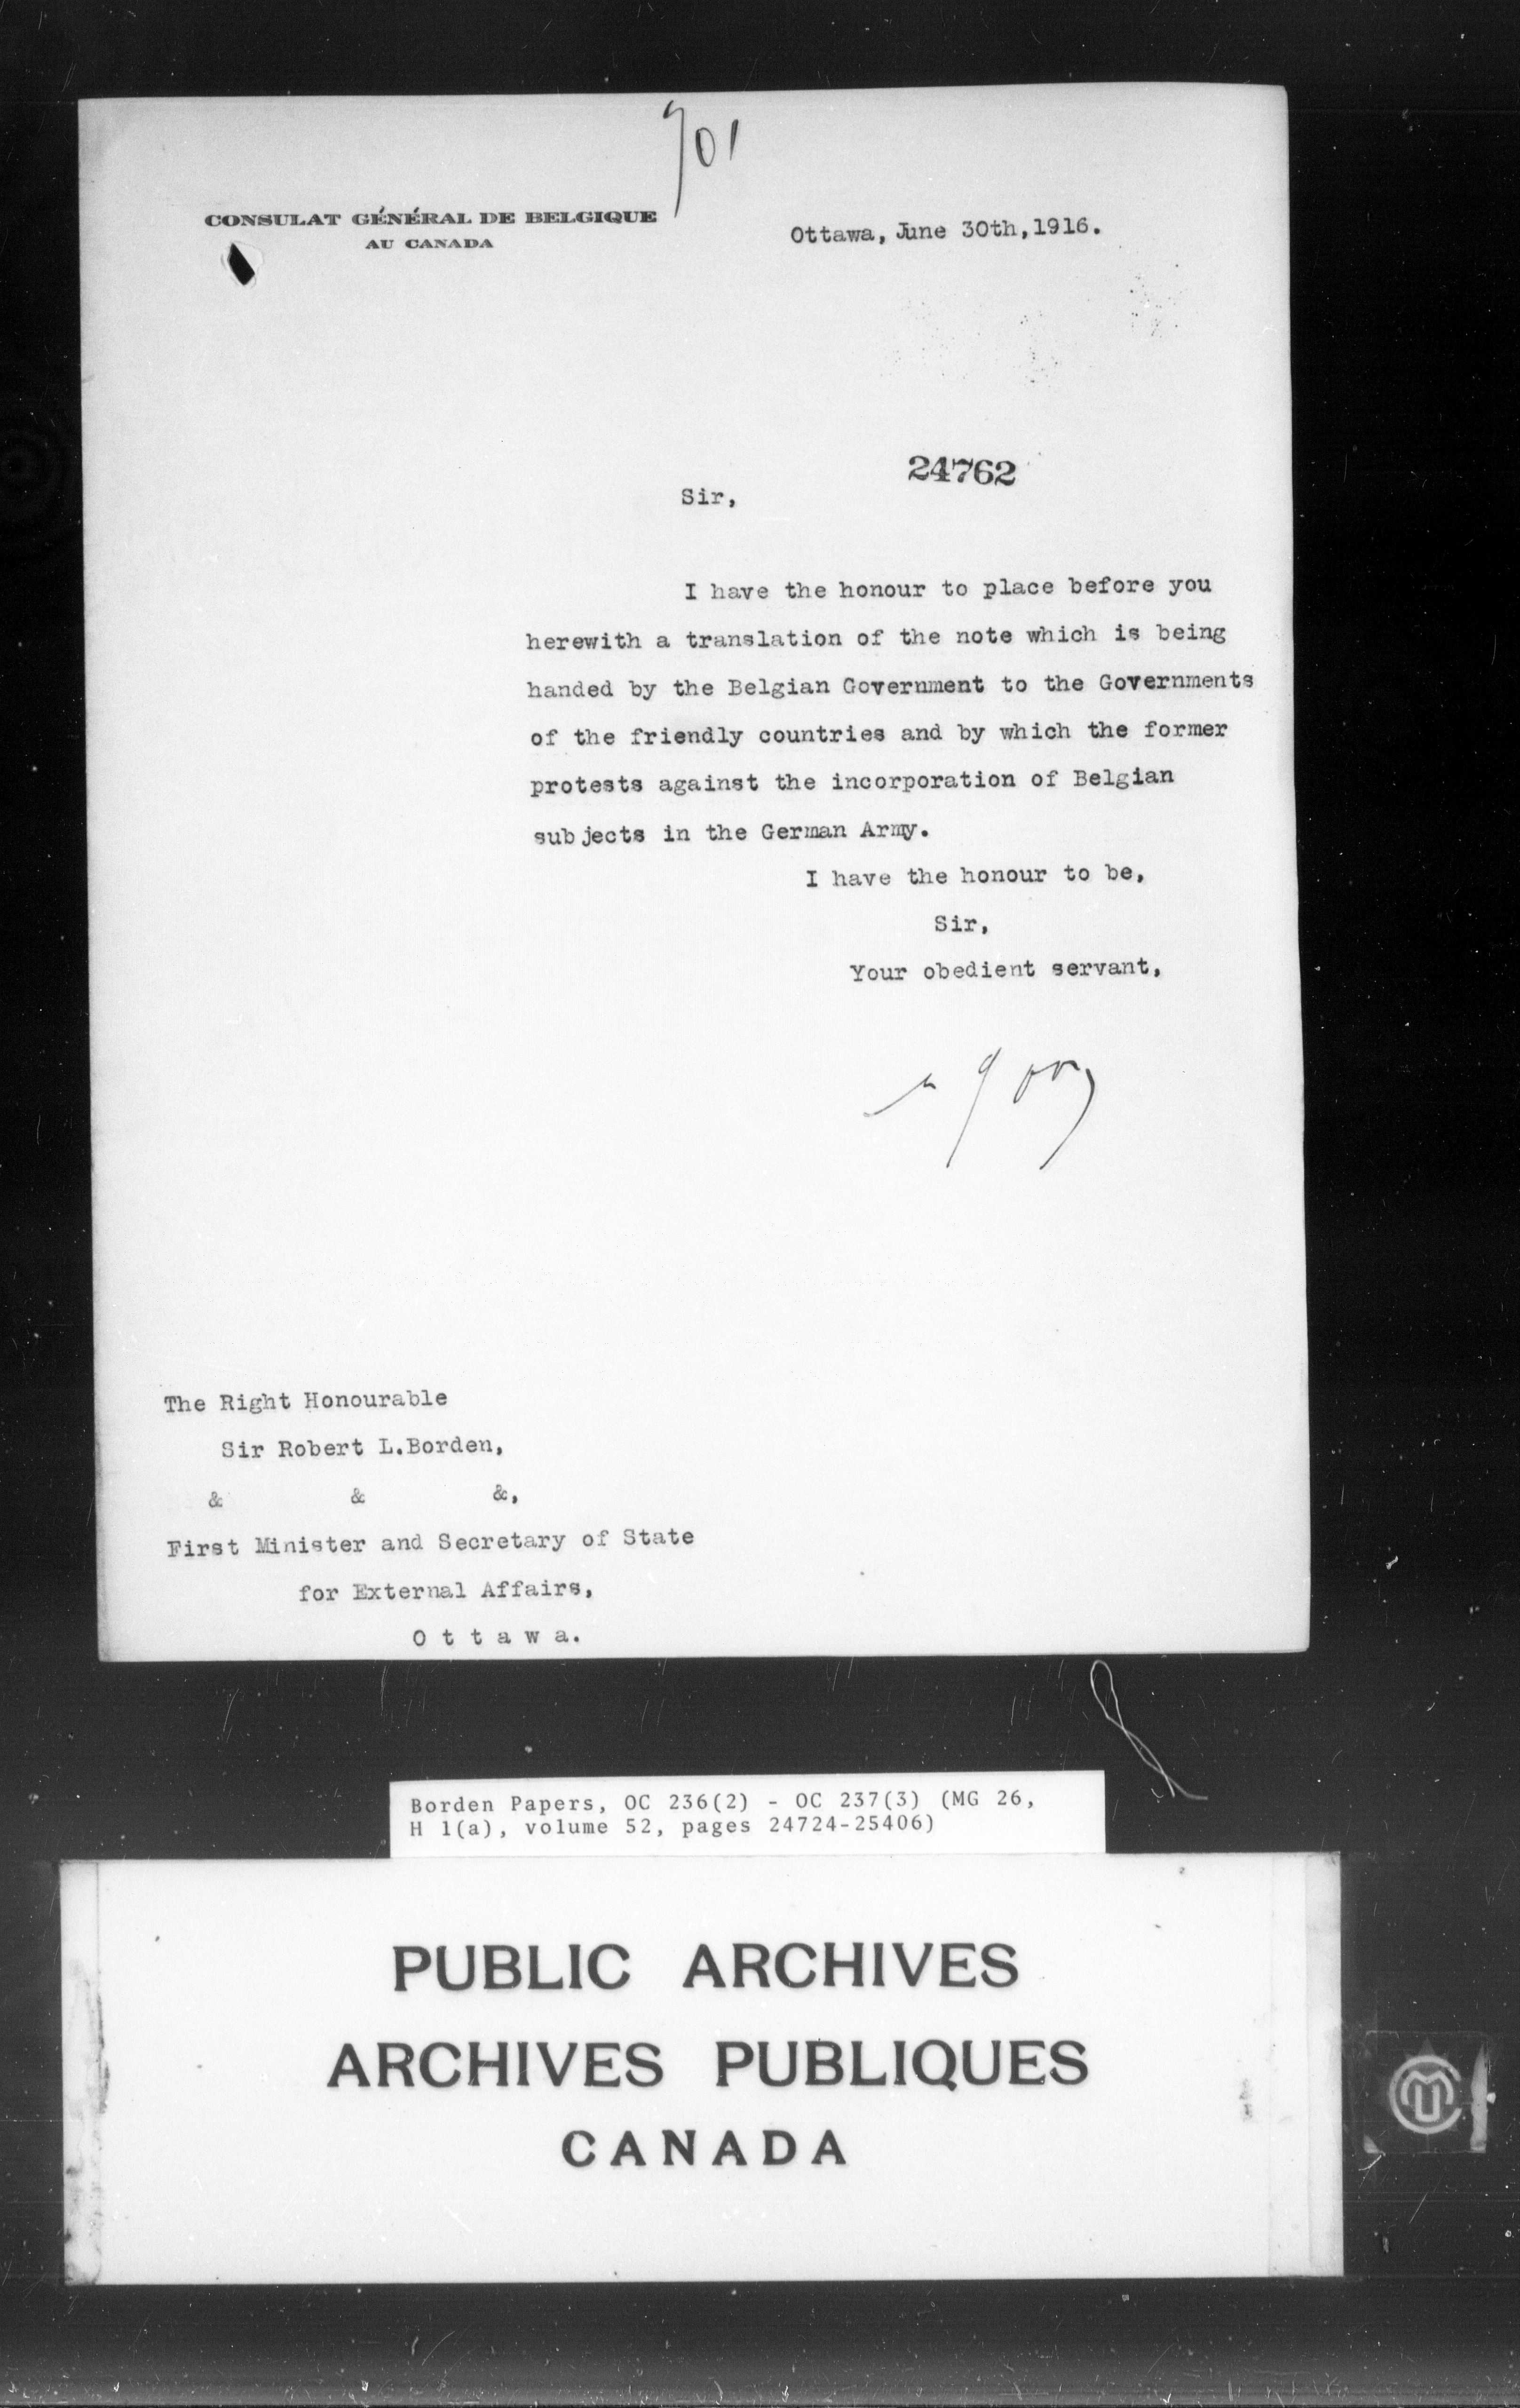 901
CONSULAT GÉNÉRAL DE BELGIQUE
AU CANADA
Ottawa, June 30th, 1916.
24762
Sir,
I have the honour to place before you
herewith a translation of the note which is being
handed by the Belgian Government to the Governments
of the friendly countries and by which the former
protests against the incorporation of Belgian
subjects in the German Army.
I have the honour to be,
Sir,
Your obedient servant,
The Right Honourable
Sir Robert L.Borden,
& & &,
First Minister and Secretary of State
for External Affairs,
O t t a w a.
Borden Papers, OC 236(2) - OC 237(3) (MG 26,
H 1(a), volume 52, pages 24724-25406)
PUBLIC ARCHIVES
ARCHIVES PUBLIQUES
CANADA